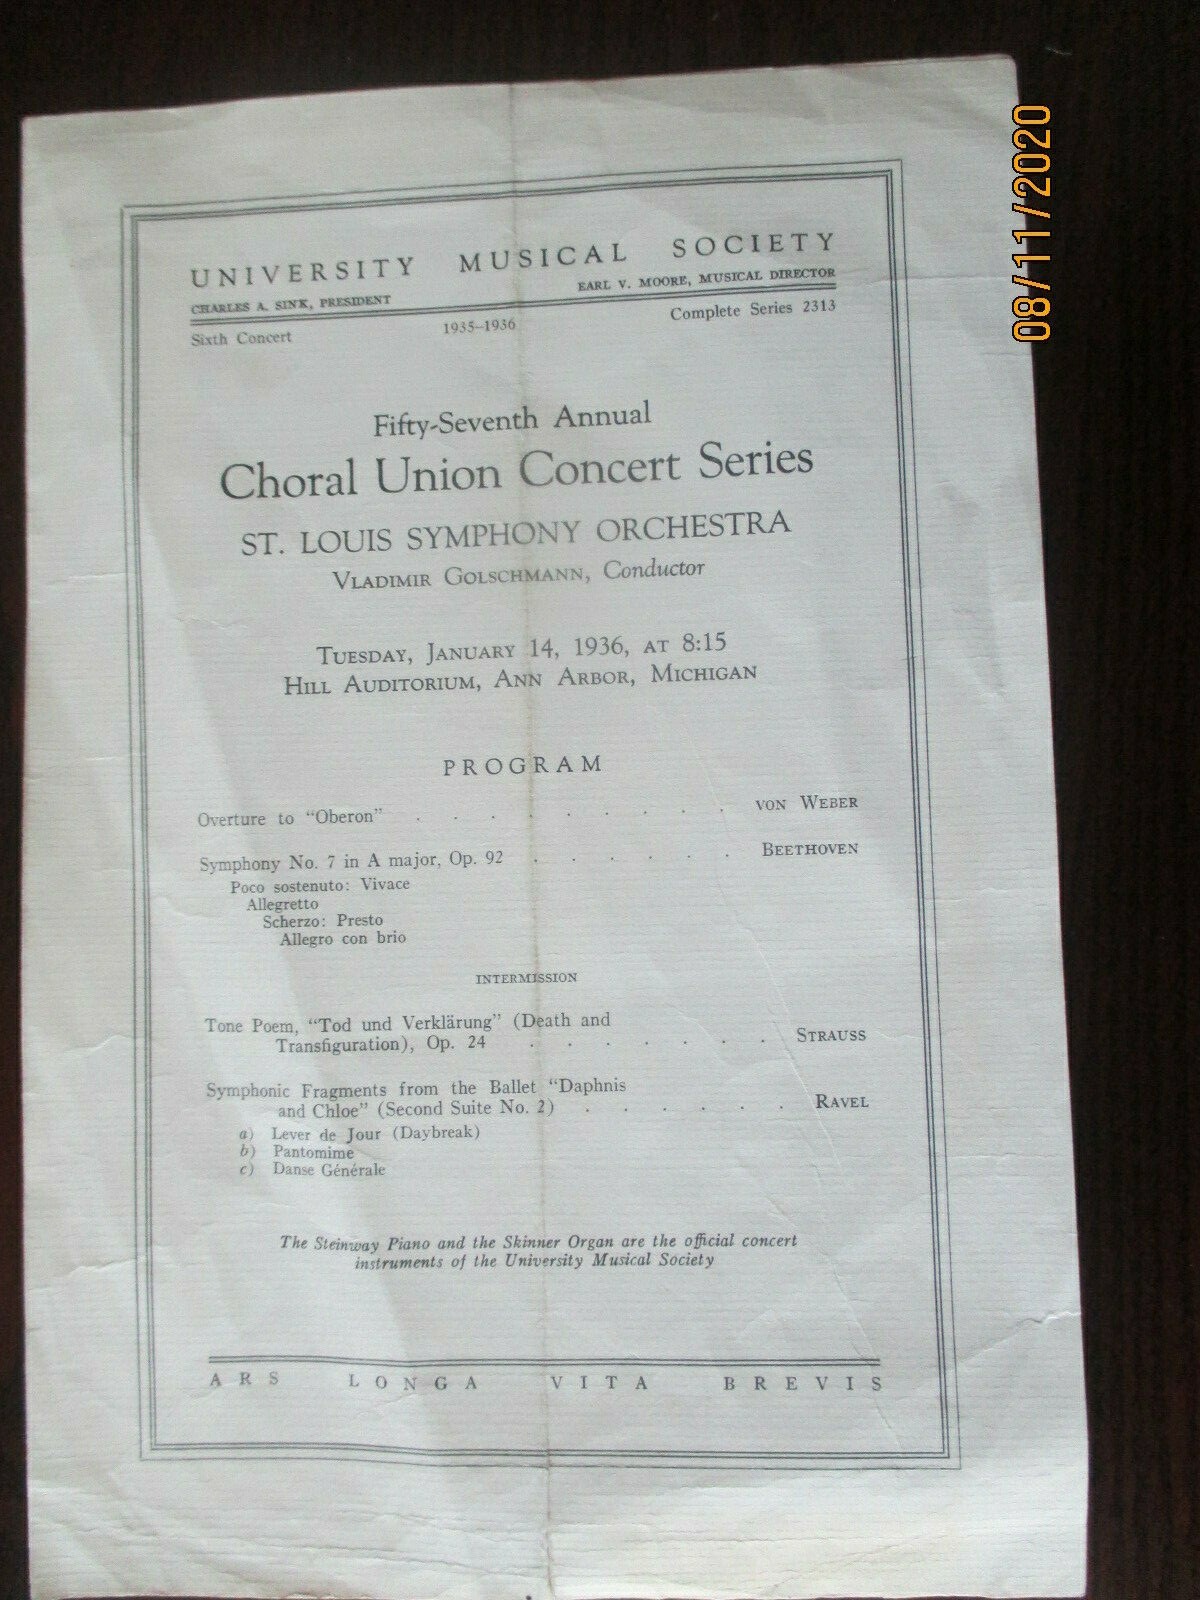 08/11/2020
UNIVERSITY MUSICAL SOCIETY
CHARLES A. SINK, PRESIDENT EARL V. MOORE, MUSICAL DIRECTOR
Sixth Concert 1935–1936 Complete Series 2313
Fifty-Seventh Annual
Choral Union Concert Series
ST. LOUIS SYMPHONY ORCHESTRA
VLADIMIR GOLSCHMANN, Conductor
TUESDAY, JANUARY 14, 1936, AT 8:15
HILL AUDITORIUM, ANN ARBOR, MICHIGAN
PROGRAM
Overture to "Oberon" . . . . . . . . . VON WEBER
Symphony No. 7 in A major, Op. 92 . . . . . . BEETHOVEN
Poco sostenuto: Vivace
Allegretto
Scherzo: Presto
Allegro con brio
INTERMISSION
Tone Poem, "Tod und Verklärung" (Death and
Transfiguration), Op. 24 . . . . . . . STRAUSS
Symphonic Fragments from the Ballet "Daphnis
and Chloe" (Second Suite No. 2) . . . . . . RAVEL
a) Lever de Jour (Daybreak)
b) Pantomime
c) Danse Générale
The Steinway Piano and the Skinner Organ are the official concert
instruments of the University Musical Society
ARS LONGA VITA BREVIS